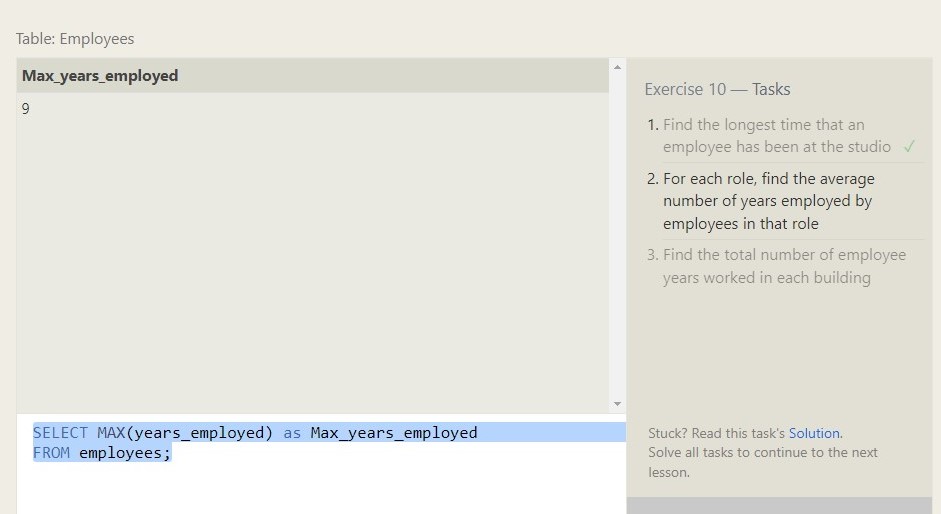 Table: Employees
Max_years_employed
9
SELECT MAX(years_employed) as Max_years_employed
FROM employees;
Exercise 10 — Tasks
1. Find the longest time that an
employee has been at the studio ✓
2. For each role, find the average
number of years employed by
employees in that role
3. Find the total number of employee
years worked in each building
Stuck? Read this task's Solution.
Solve all tasks to continue to the next
lesson.